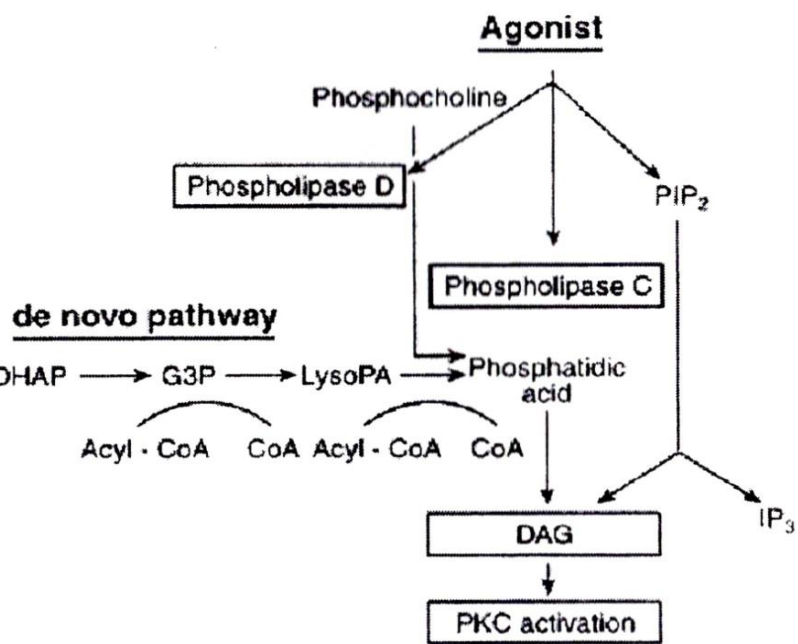 Agonist
Phosphocholine
Phospholipase D
PIP₂
Phospholipase C
de novo pathway
DHAP G3P LysoPA Phosphatidic
acid
Acyl - CoA CoA Acyl - CoA CoA
IP₃
DAG
PKC activation